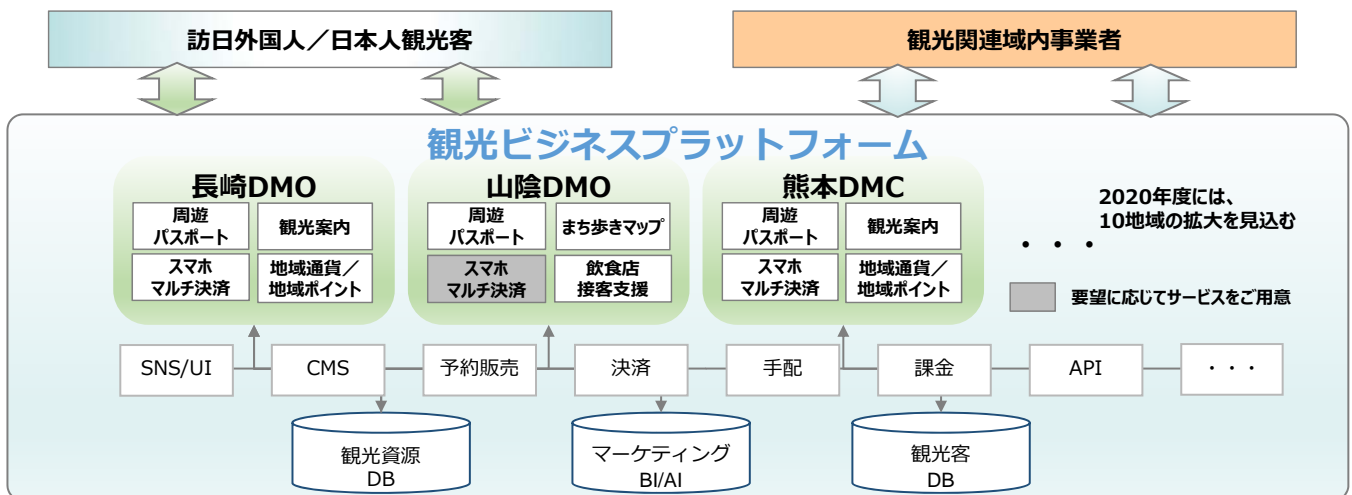 訪日外国人／日本人観光客
観光関連域内事業者
観光ビジネスプラットフォーム
長崎DMO
周遊
パスポート
観光案内
スマホ
マルチ決済
地域通貨／
地域ポイント
山陰DMO
周遊
パスポート
まち歩きマップ
スマホ
マルチ決済
飲食店
接客支援
熊本DMC
周遊
パスポート
観光案内
スマホ
マルチ決済
地域通貨／
地域ポイント
2020年度には、
10地域の拡大を見込む
・・・
要望に応じてサービスをご用意
SNS/UI
CMS
予約販売
決済
手配
課金
API
・・・
観光資源
DB
マーケティング
BI/AI
観光客
DB